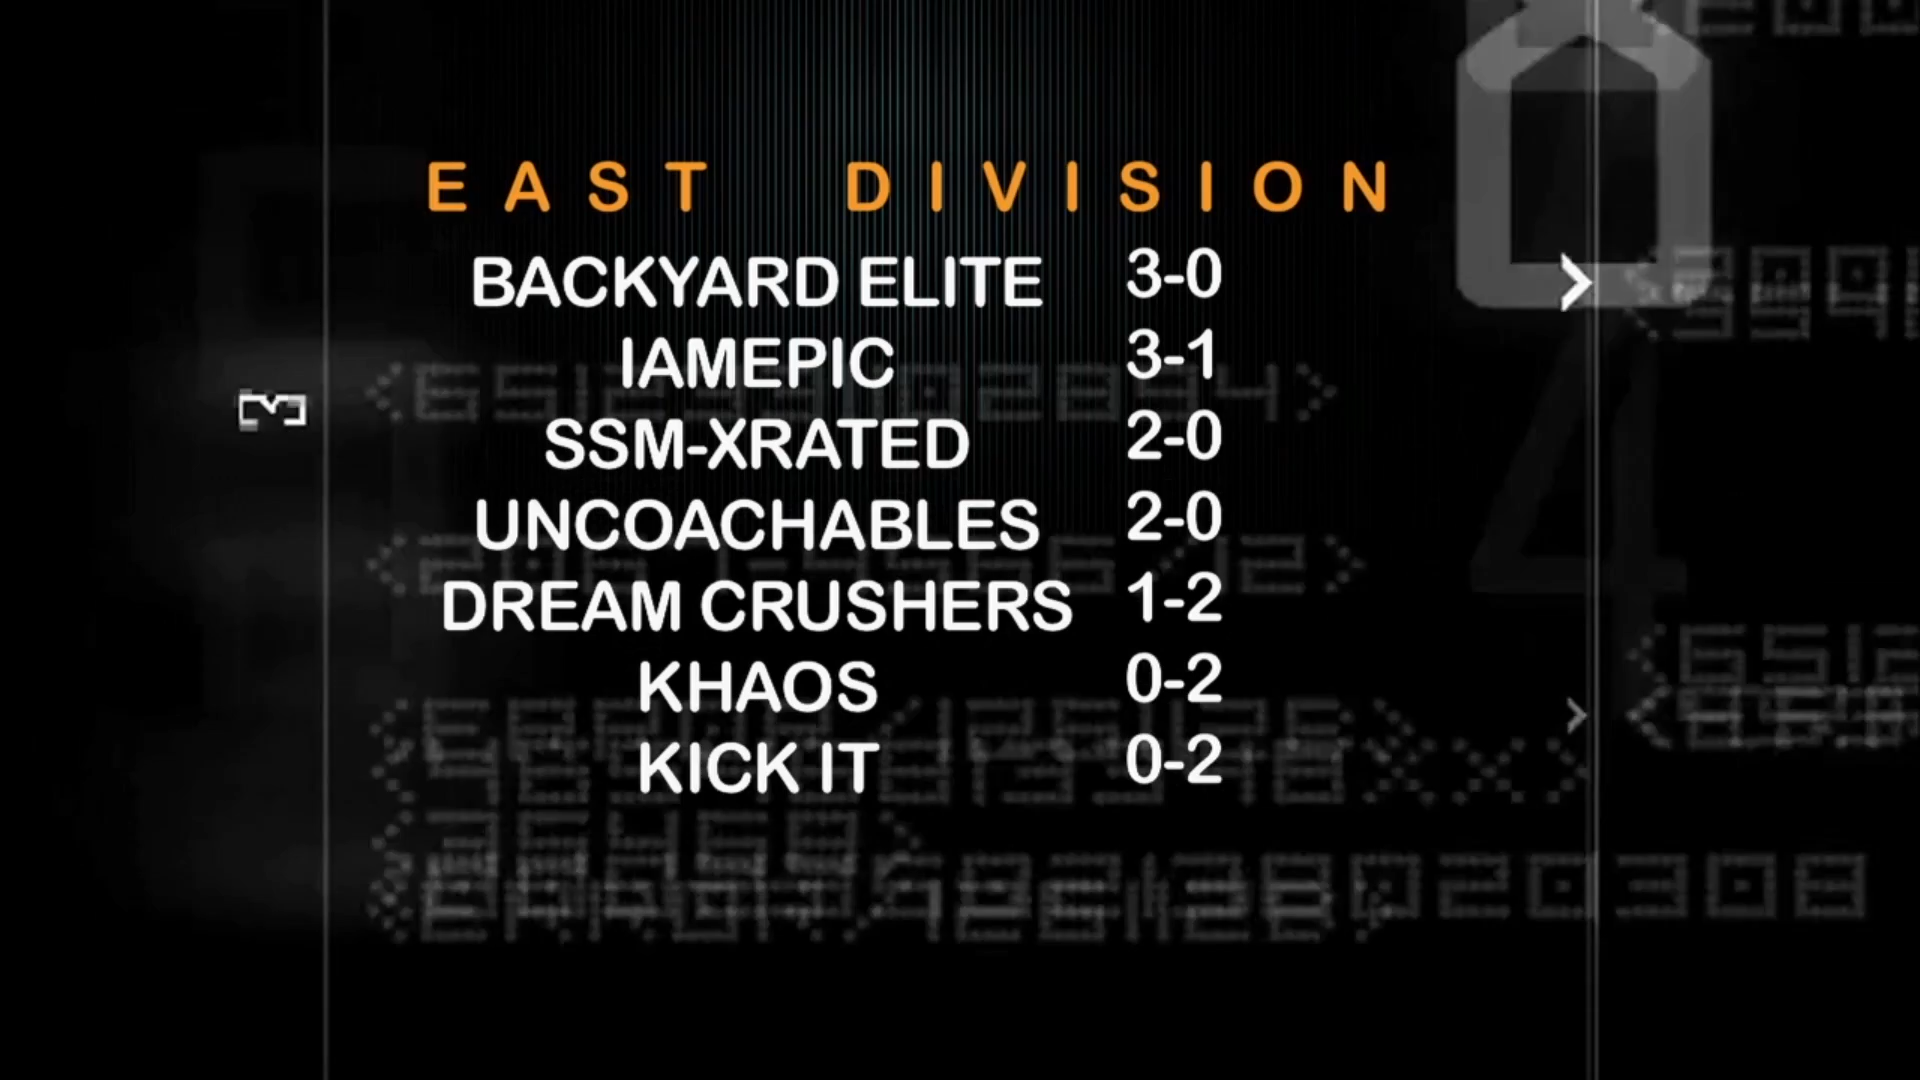 EAST DIVISION
BACKYARD ELITE 3-0
IAMEPIC 3-1
SSM-XRATED 2-0
UNCOACHABLES 2-0
DREAM CRUSHERS 1-2
KHAOS 0-2
KICK IT 0-2